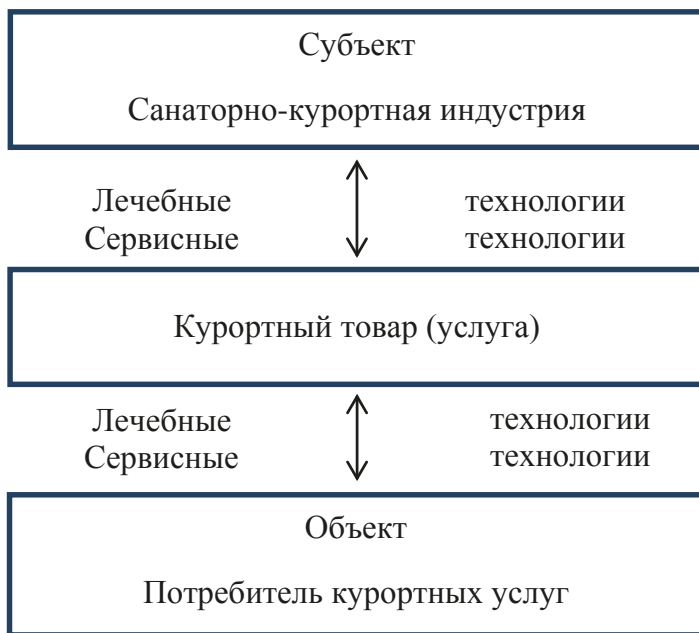 Субъект
Санаторно-курортная индустрия
Лечебные технологии
Сервисные технологии
Курортный товар (услуга)
Лечебные технологии
Сервисные технологии
Объект
Потребитель курортных услуг